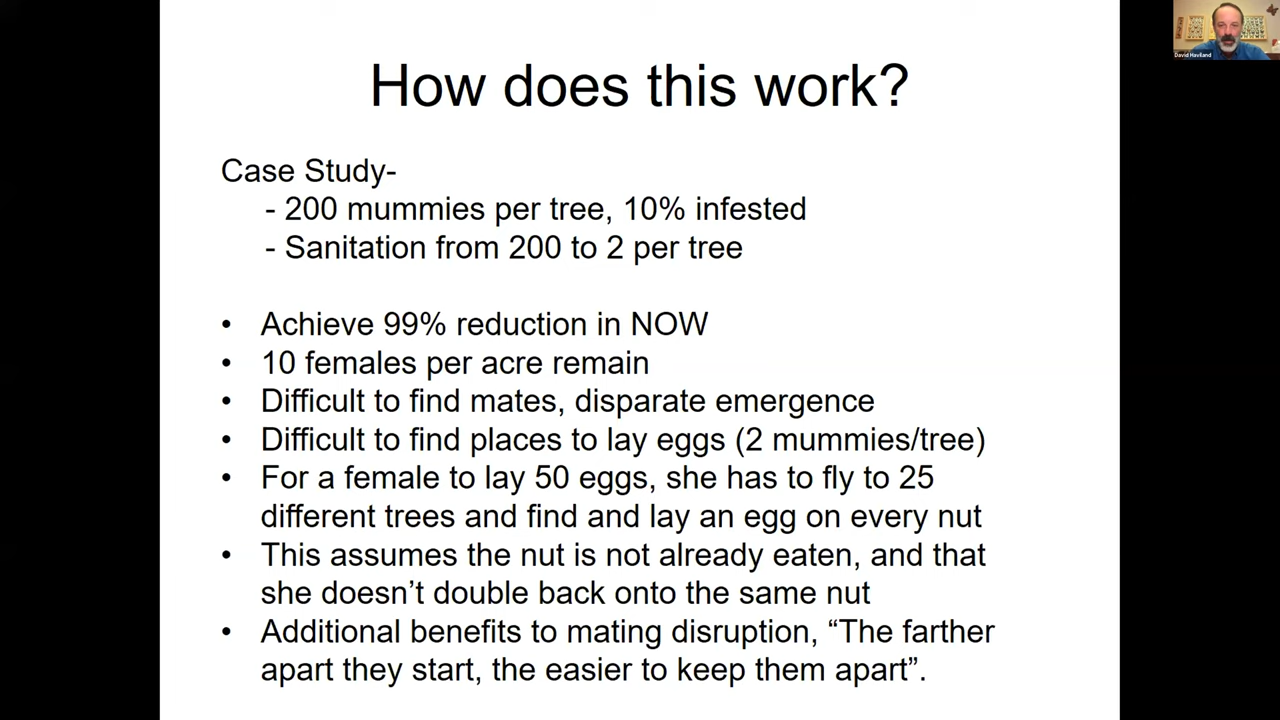 How does this work?
Case Study-
- 200 mummies per tree, 10% infested
- Sanitation from 200 to 2 per tree
• Achieve 99% reduction in NOW
• 10 females per acre remain
• Difficult to find mates, disparate emergence
• Difficult to find places to lay eggs (2 mummies/tree)
• For a female to lay 50 eggs, she has to fly to 25
different trees and find and lay an egg on every nut
• This assumes the nut is not already eaten, and that
she doesn’t double back onto the same nut
• Additional benefits to mating disruption, “The farther
apart they start, the easier to keep them apart”.
David Haviland